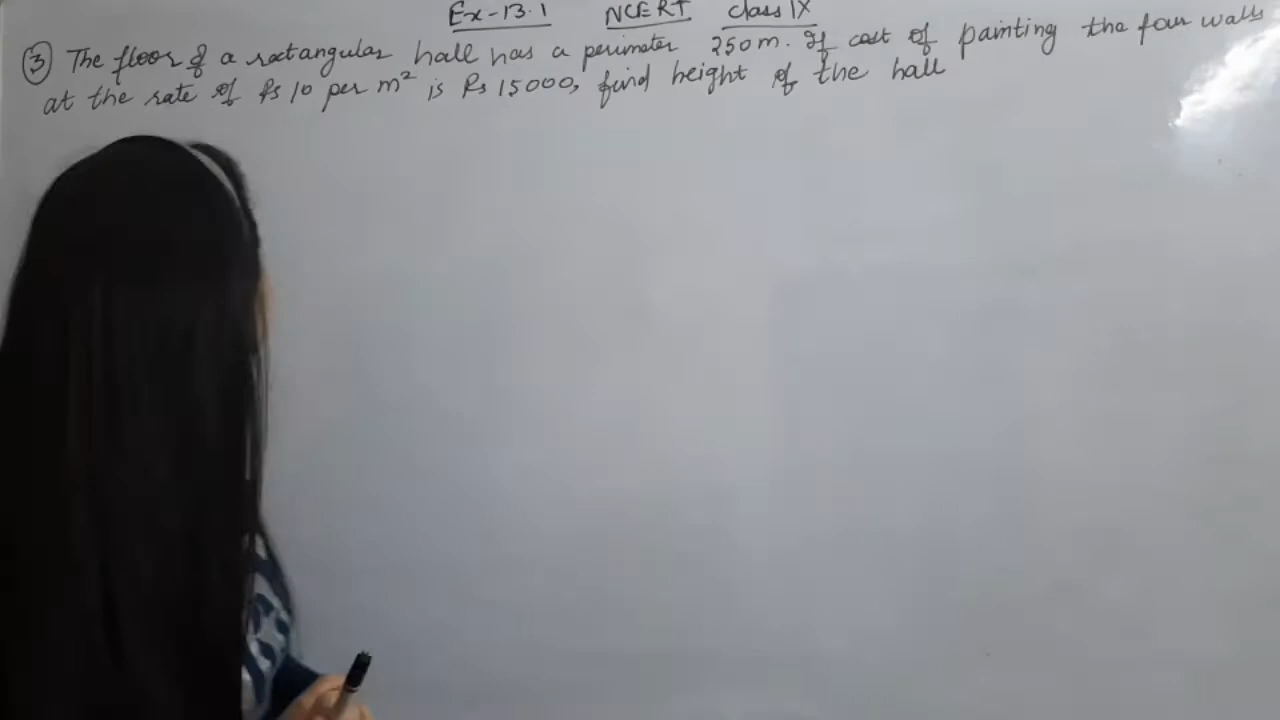 Ex-13.1 NCERT Class IX
③ The floor of a rectangular hall has a perimeter 250m. If cost of painting the four walls
at the rate of Rs 10 per m² is Rs 15000, find height of the hall